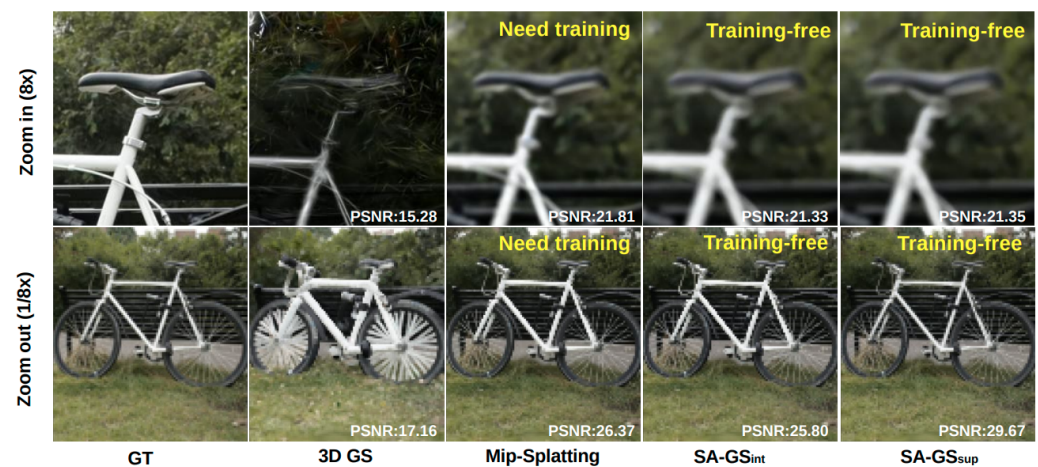 Zoom in (8x)
Need training
Training-free
Training-free
PSNR:15.28
PSNR:21.81
PSNR:21.33
PSNR:21.35
Zoom out (1/8x)
Need training
Training-free
Training-free
PSNR:17.16
PSNR:26.37
PSNR:25.80
PSNR:29.67
GT
3D GS
Mip-Splatting
SA-GSint
SA-GSsup